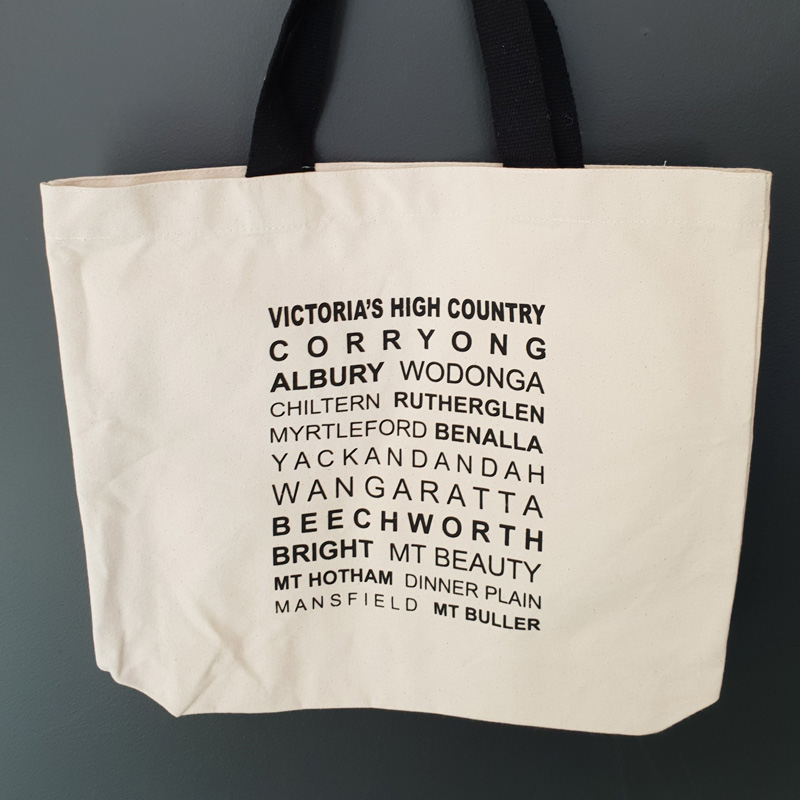 VICTORIA'S HIGH COUNTRY
CORRYONG
ALBURY WODONGA
CHILTERN RUTHERGLEN
MYRTLEFORD BENALLA
YACKANDANDAH
WANGARATTA
BEECHWORTH
BRIGHT MT BEAUTY
MT HOTHAM DINNER PLAIN
MANSFIELD MT BULLER